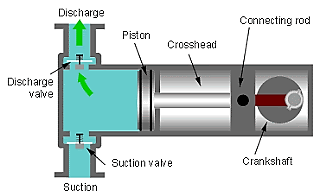 Discharge
Piston
Crosshead
Connecting rod
Discharge
valve
Suction valve
Crankshaft
Suction